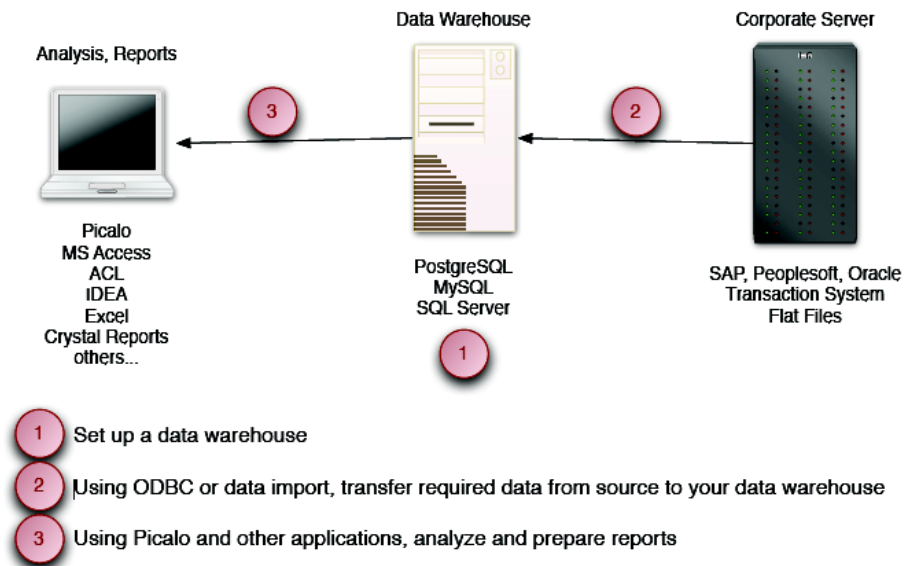 Data Warehouse
Corporate Server
Analysis, Reports
3
2
Picalo
MS Access
ACL
IDEA
Excel
Crystal Reports
others...
PostgreSQL
MySQL
SQL Server
1
SAP, Peoplesoft, Oracle
Transaction System
Flat Files
1 Set up a data warehouse
2 Using ODBC or data import, transfer required data from source to your data warehouse
3 Using Picalo and other applications, analyze and prepare reports